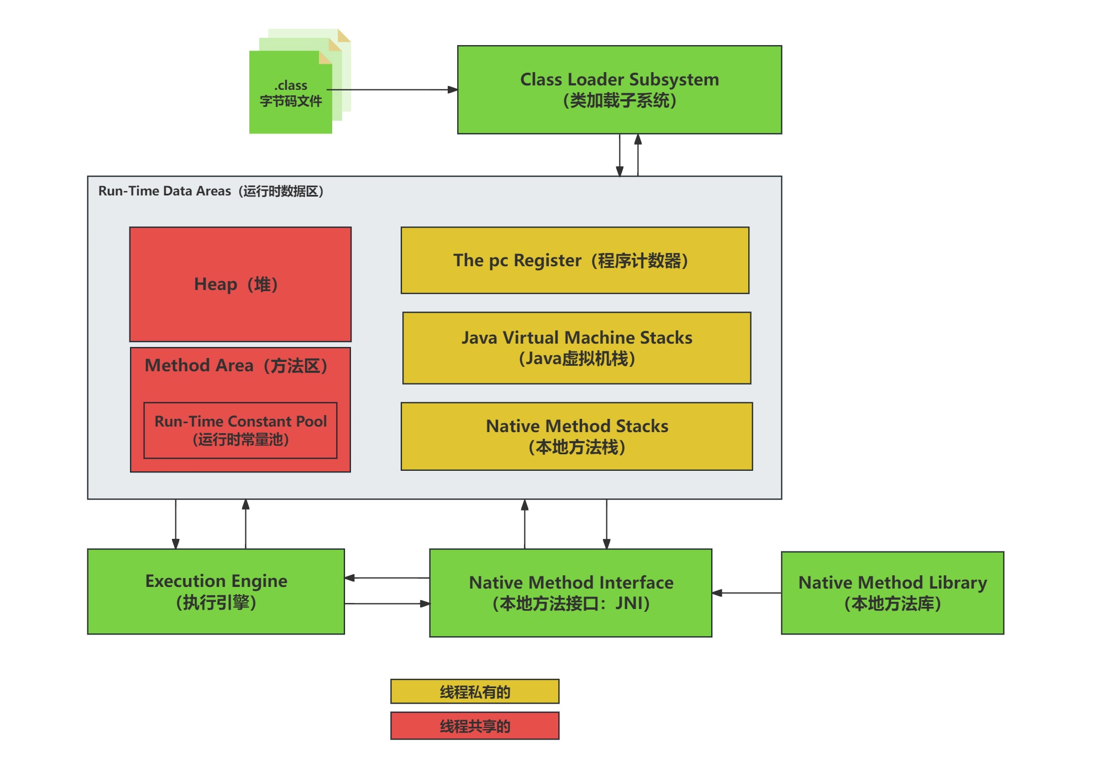 .class
字节码文件
Class Loader Subsystem
（类加载子系统）
Run-Time Data Areas（运行时数据区）
Heap（堆）
The pc Register（程序计数器）
Java Virtual Machine Stacks
（Java虚拟机栈）
Method Area（方法区）
Run-Time Constant Pool
（运行时常量池）
Native Method Stacks
（本地方法栈）
Execution Engine
（执行引擎）
Native Method Interface
（本地方法接口：JNI）
Native Method Library
（本地方法库）
线程私有的
线程共享的